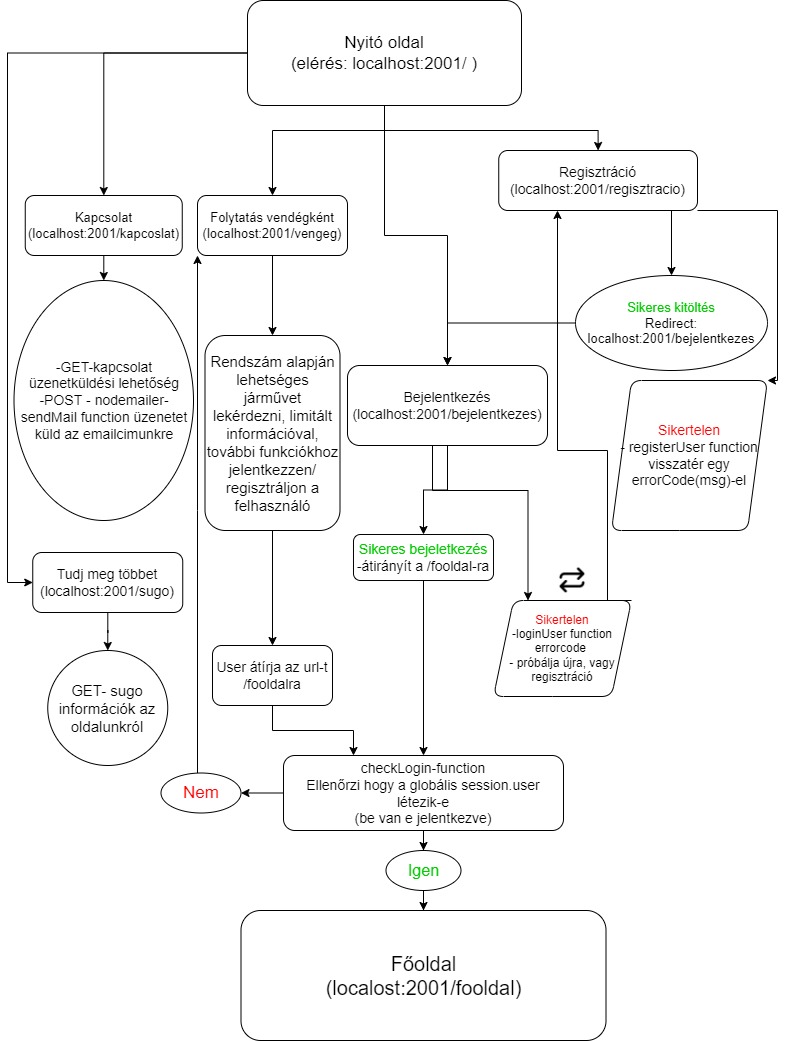 Nyitó oldal
(elérés: localhost:2001/ )
Regisztráció
(localhost:2001/regisztracio)
Kapcsolat
(localhost:2001/kapcoslat)
Folytatás vendégként
(localhost:2001/vengeg)
Sikeres kitöltés
Redirect:
localhost:2001/bejelentkezes
-GET-kapcsolat
üzenetküldési lehetőség
-POST - nodemailer-
sendMail function üzenetet
küld az emailcimunkre
Rendszám alapján
lehetséges
járművet
lekérdezni, limitált
információval,
további funkciókhoz
jelentkezzen/
regisztráljon a
felhasználó
Bejelentkezés
(localhost:2001/bejelentkezes)
Sikertelen
- registerUser function
visszatér egy
errorCode(msg)-el
Sikeres bejeletkezés
-átirányít a /fooldal-ra
Tudj meg többet
(localhost:2001/sugo)
Sikertelen
-loginUser function
errorcode
- próbálja újra, vagy
regisztráció
GET- sugo
információk az
oldalunkról
User átírja az url-t
/fooldalra
checkLogin-function
Ellenőrzi hogy a globális session.user
létezik-e
(be van e jelentkezve)
Nem
Igen
Főoldal
(localost:2001/fooldal)